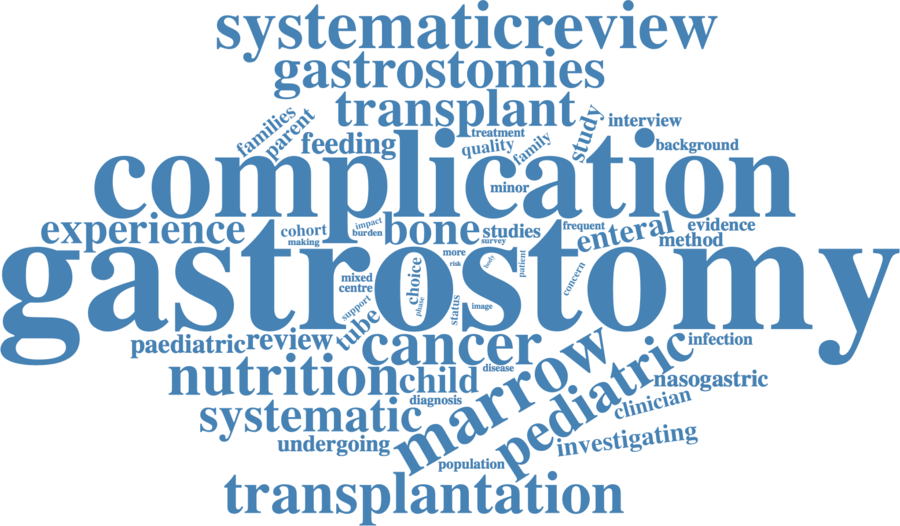 systematicreview
gastrostomies
transplant
families
parent
feeding
treatment
quality
family
study
interview
background
complication
minor
experience
cohort
making
impact
burden
bone
studies
survey
frequent
enteral
evidence
method
gastrostomy
more
risk
body
patient
concern
mixed
centre
choice
phase
support
status
image
tube
paediatric
review
cancer
disease
infection
nutrition
child
diagnosis
marrow
pediatric
nasogastric
clinician
systematic
undergoing
population
investigating
transplantation